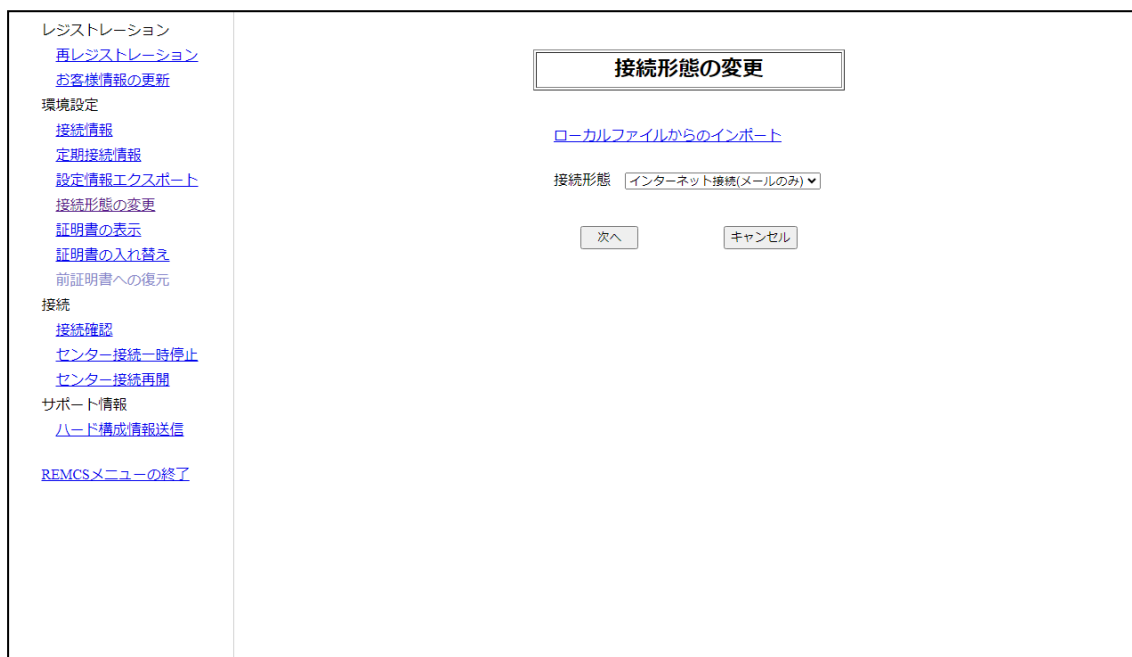 レジストレーション
再レジストレーション
お客様情報の更新
環境設定
接続情報
定期接続情報
設定情報エクスポート
接続形態の変更
証明書の表示
証明書の入れ替え
前証明書への復元
接続
接続確認
センター接続一時停止
センター接続再開
サポート情報
ハード構成情報送信
REMCSメニューの終了
接続形態の変更
ローカルファイルからのインポート
接続形態 インターネット接続(メールのみ)
次へ キャンセル